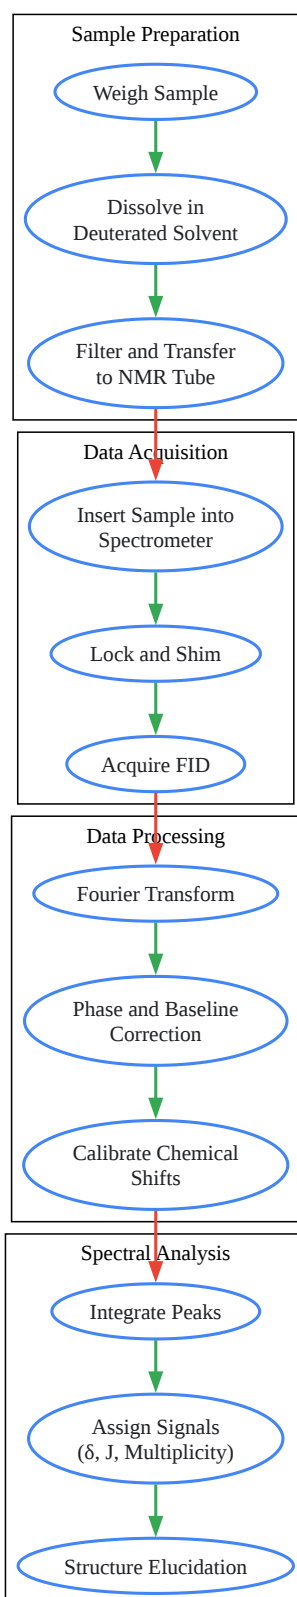 Sample Preparation
Weigh Sample
Dissolve in
Deuterated Solvent
Filter and Transfer
to NMR Tube
Data Acquisition
Insert Sample into
Spectrometer
Lock and Shim
Acquire FID
Data Processing
Fourier Transform
Phase and Baseline
Correction
Calibrate Chemical
Shifts
Spectral Analysis
Integrate Peaks
Assign Signals
(δ, J, Multiplicity)
Structure Elucidation